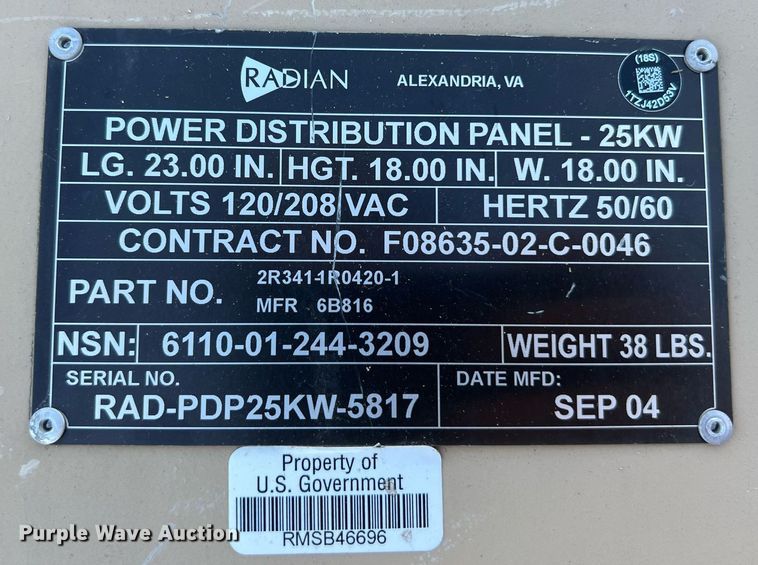 RADIAN ALEXANDRIA, VA
(18S)
1TZJ42D53V
POWER DISTRIBUTION PANEL - 25KW
LG. 23.00 IN. HGT. 18.00 IN. W. 18.00 IN.
VOLTS 120/208 VAC HERTZ 50/60
CONTRACT NO. F08635-02-C-0046
PART NO. 2R341-1R0420-1
MFR 6B816
NSN: 6110-01-244-3209 WEIGHT 38 LBS.
SERIAL NO. DATE MFD:
RAD-PDP25KW-5817 SEP 04
Property of
U.S. Government
RMSB46696
Purple Wave Auction